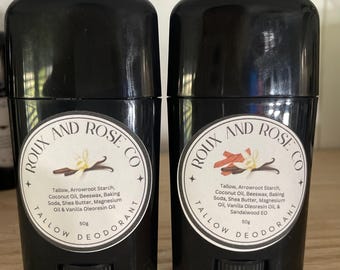 ROUX AND ROSE CO
Tallow, Arrowroot Starch,
Coconut Oil, Beeswax, Baking
Soda, Shea Butter, Magnesium
Oil & Vanilla Oleoresin Oil.
50g
TALLOW DEODORANT
ROUX AND ROSE CO
Tallow, Arrowroot Starch,
Coconut Oil, Beeswax, Baking
Soda, Shea Butter, Magnesium
Oil, Vanilla Oleoresin Oil, &
Sandalwood EO
50g
TALLOW DEODORANT